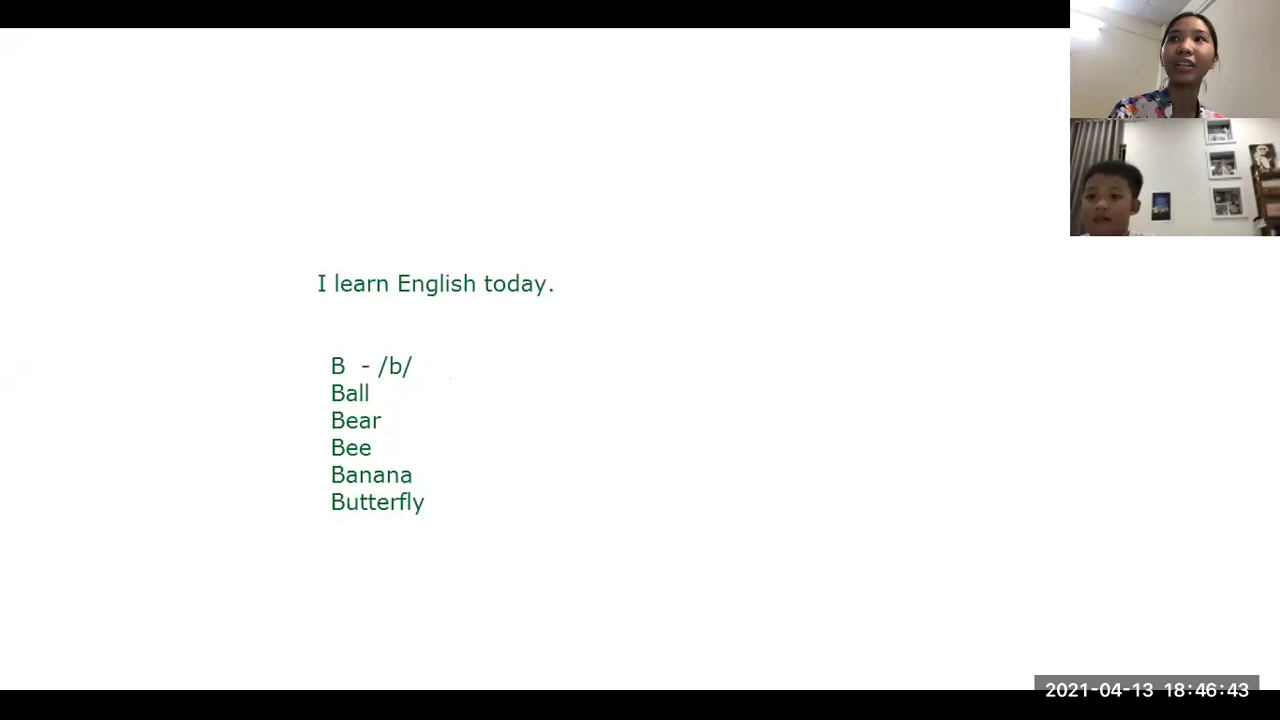 I learn English today.
B - /b/
Ball
Bear
Bee
Banana
Butterfly
2021-04-13 18:46:43